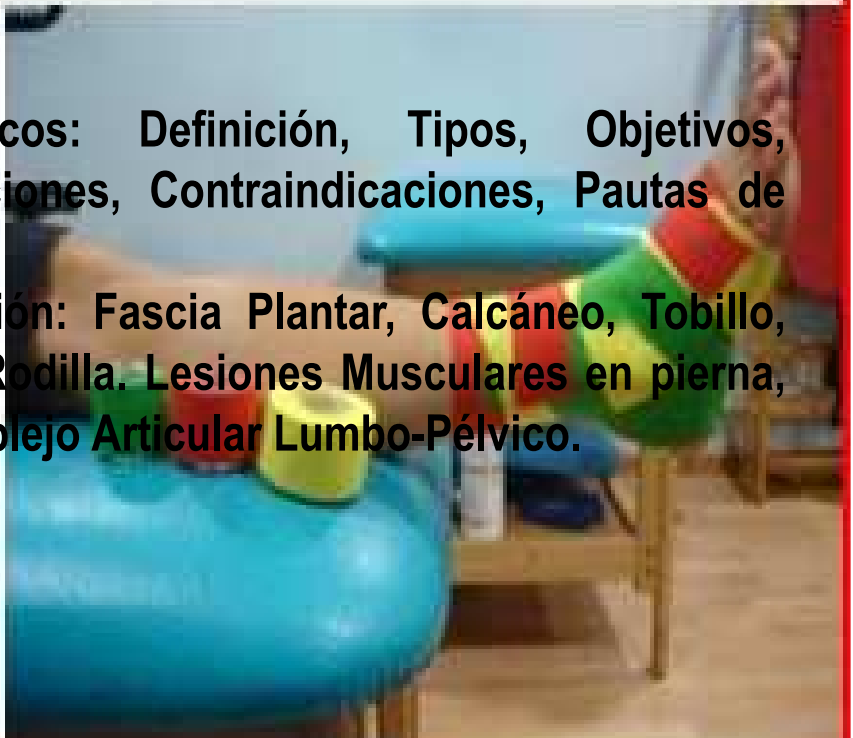 cos: Definición, Tipos, Objetivos,
iones, Contraindicaciones, Pautas de
ión: Fascia Plantar, Calcáneo, Tobillo,
Rodilla. Lesiones Musculares en pierna,
plejo Articular Lumbo-Pélvico.